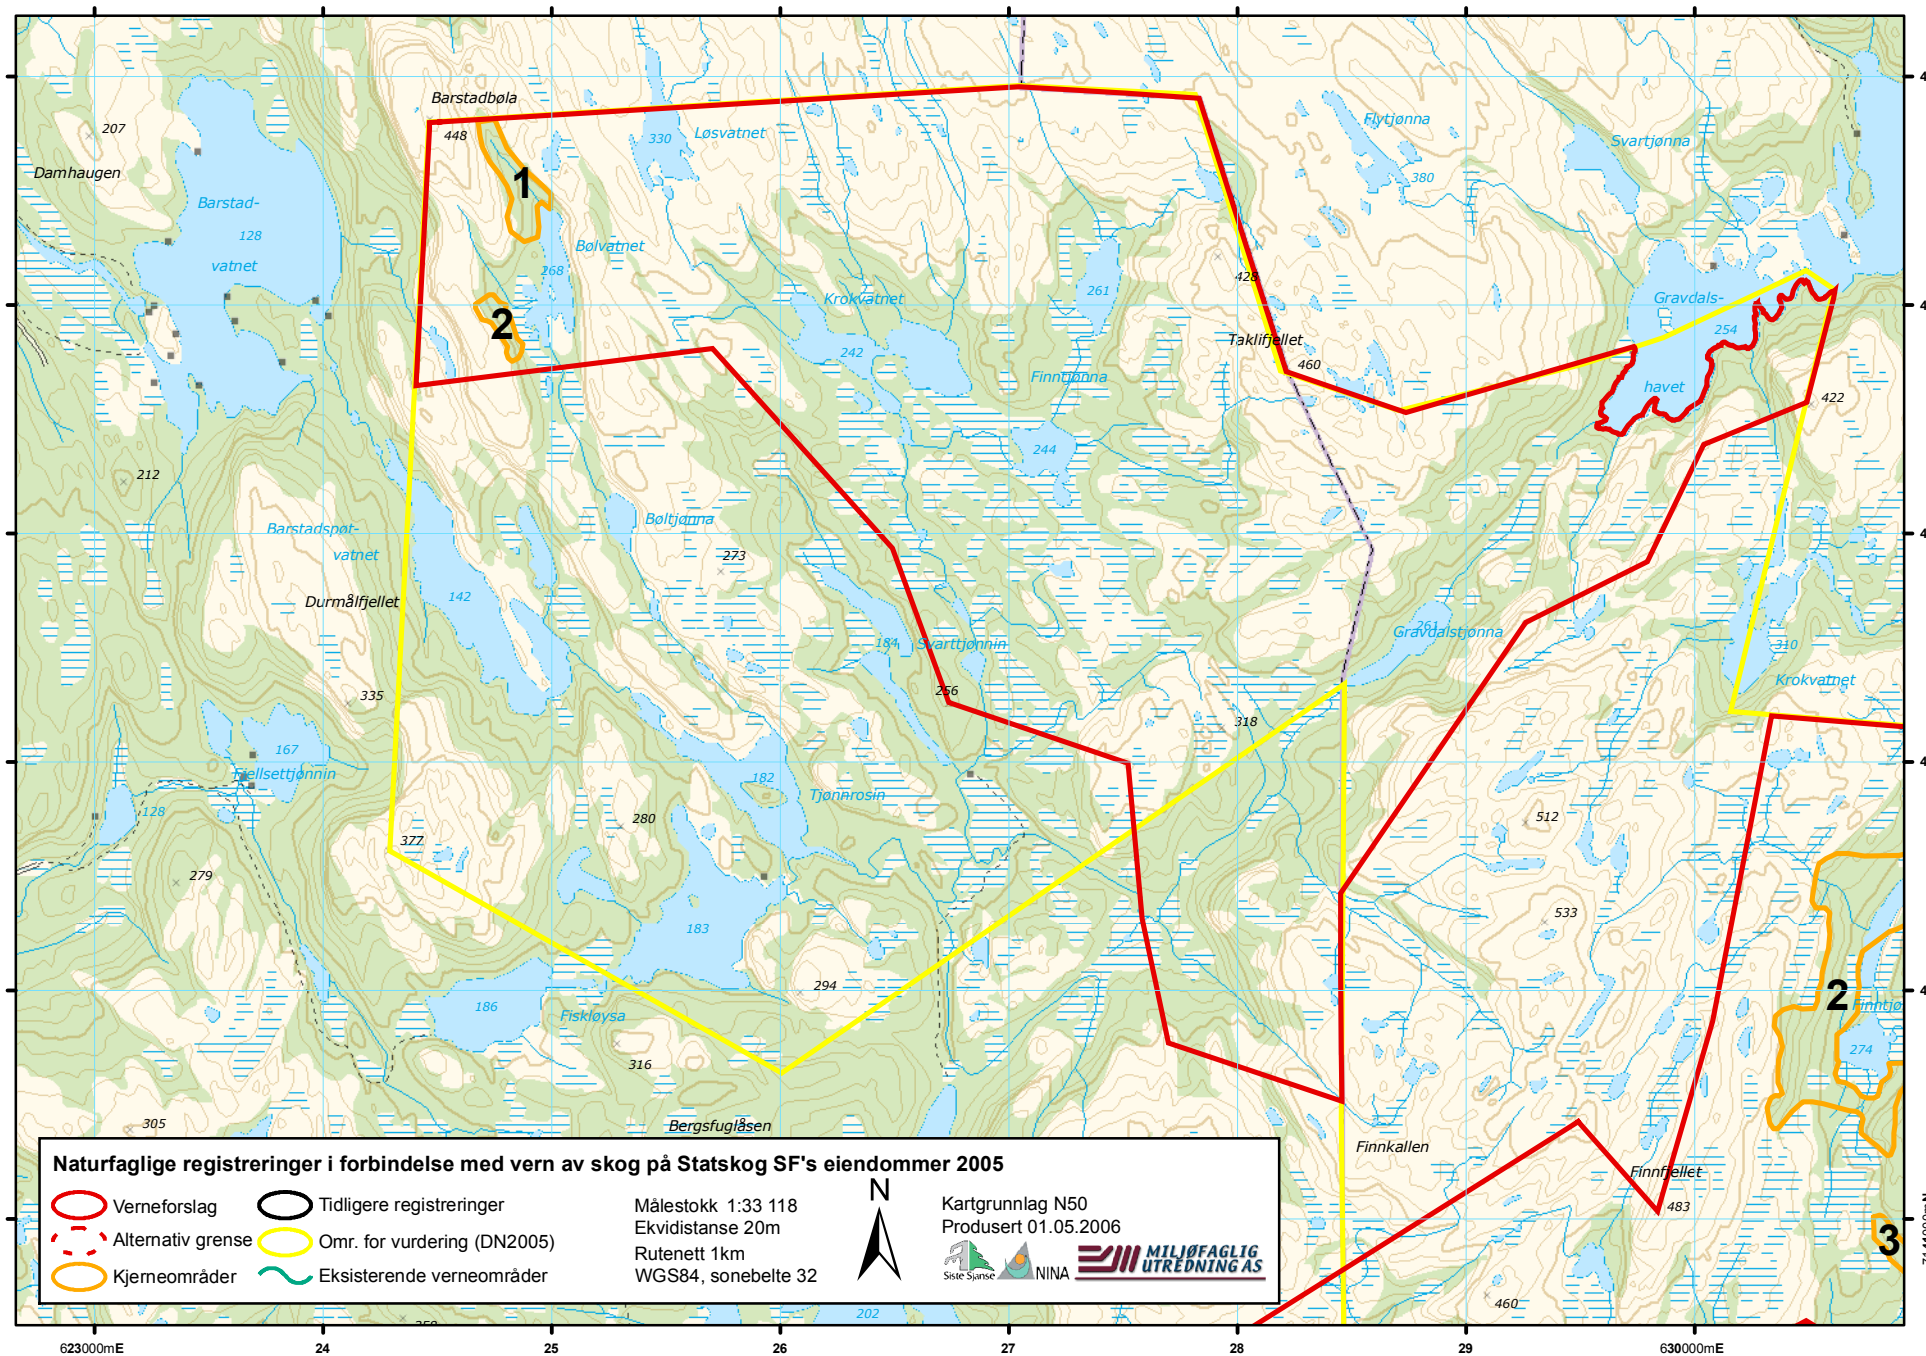 Barstadbøla
448
207
Damhaugen
Barstad-
128
vatnet
1
330
Løsvatnet
Bølvatnet
268
2
Flytjønna
380
Svartjønna
428
Krokvatnet
261
242
Finntjønna
Taklifjellet
460
Gravdals-
254
havet
422
244
212
Barstadspøt-
vatnet
Bøltjønna
273
142
Durmålfjellet
335
184
Svarttjønnin
256
261
Gravdalstjønna
310
Krokvatnet
318
167
Fjellsettjønnin
128
182
Tjønnrosin
280
377
279
512
533
183
294
186
Fiskløysa
316
2
Finntjø
274
305
Bergsfuglåsen
Finnkallen
Finnfjellet
483
3
460
202
Naturfaglige registreringer i forbindelse med vern av skog på Statskog SF's eiendommer 2005
Verneforslag
Tidligere registreringer
Alternativ grense
Omr. for vurdering (DN2005)
Kjerneområder
Eksisterende verneområder
Målestokk 1:33 118
Ekvidistanse 20m
Rutenett 1km
WGS84, sonebelte 32
N
Kartgrunnlag N50
Produsert 01.05.2006
Siste Sjanse
NINA
MILJØFAGLIG
UTREDNING AS
623000mE
24
25
26
27
28
29
630000mE